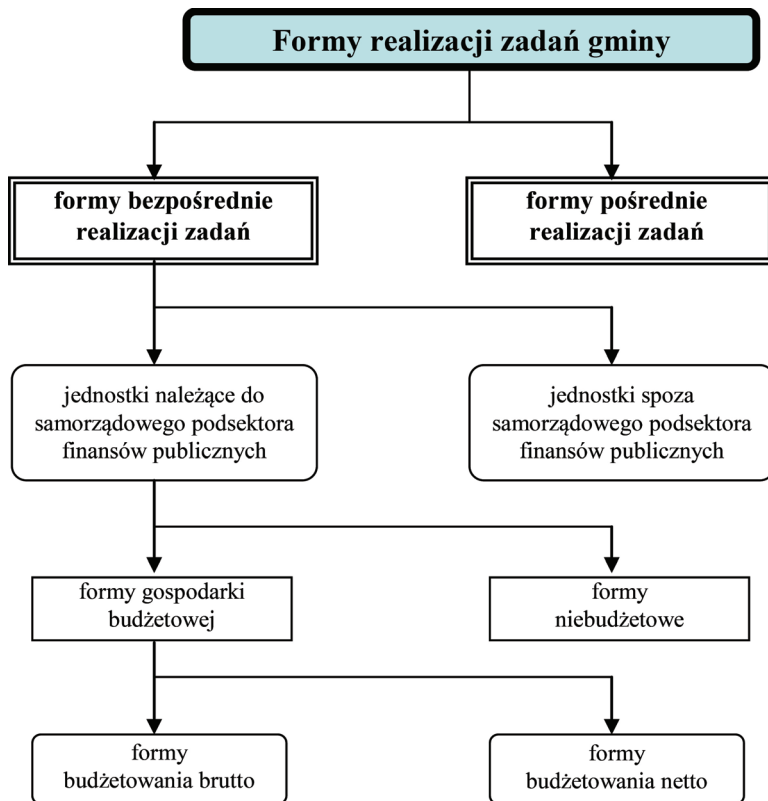 Formy realizacji zadań gminy
formy bezpośrednie
realizacji zadań
formy pośrednie
realizacji zadań
jednostki należące do
samorządowego podsektora
finansów publicznych
jednostki spoza
samorządowego podsektora
finansów publicznych
formy gospodarki
budżetowej
formy
niebudżetowe
formy
budżetowania brutto
formy
budżetowania netto